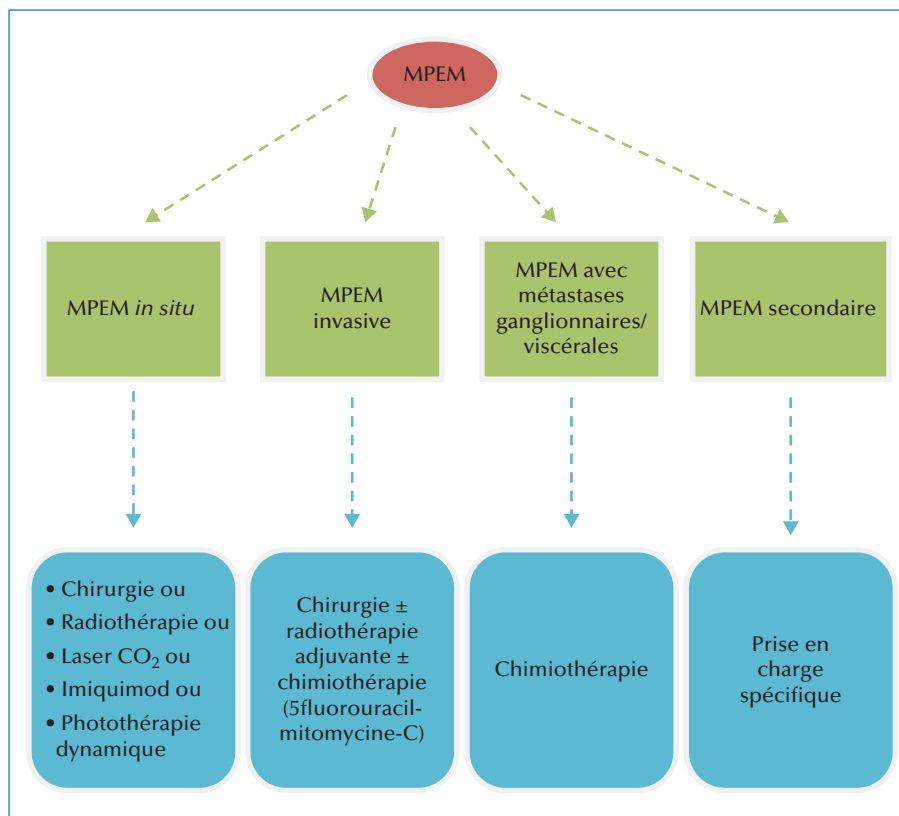 MPEM
MPEM in situ
MPEM
invasive
MPEM avec
métastases
ganglionnaires/
viscérales
MPEM secondaire
• Chirurgie ou
• Radiothérapie ou
• Laser CO₂ ou
• Imiquimod ou
• Photothérapie
dynamique
Chirurgie ±
radiothérapie
adjuvante ±
chimiothérapie
(5fluorouracil-
mitomycine-C)
Chimiothérapie
Prise en
charge
spécifique